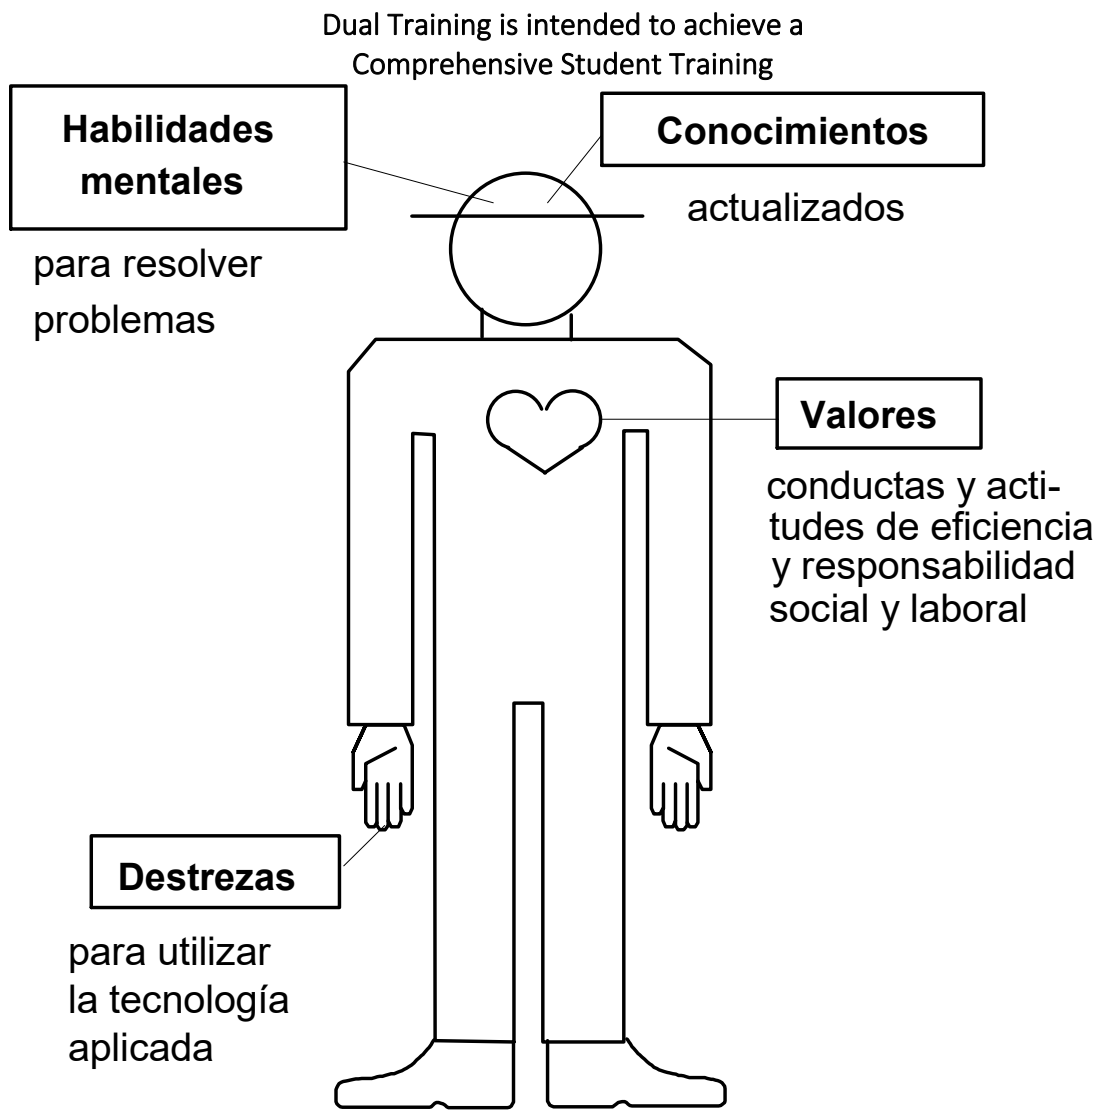 Dual Training is intended to achieve a
Comprehensive Student Training
Habilidades
mentales
para resolver
problemas
Conocimientos
actualizados
Valores
conductas y acti-
tudes de eficiencia
y responsabilidad
social y laboral
Destrezas
para utilizar
la tecnología
aplicada